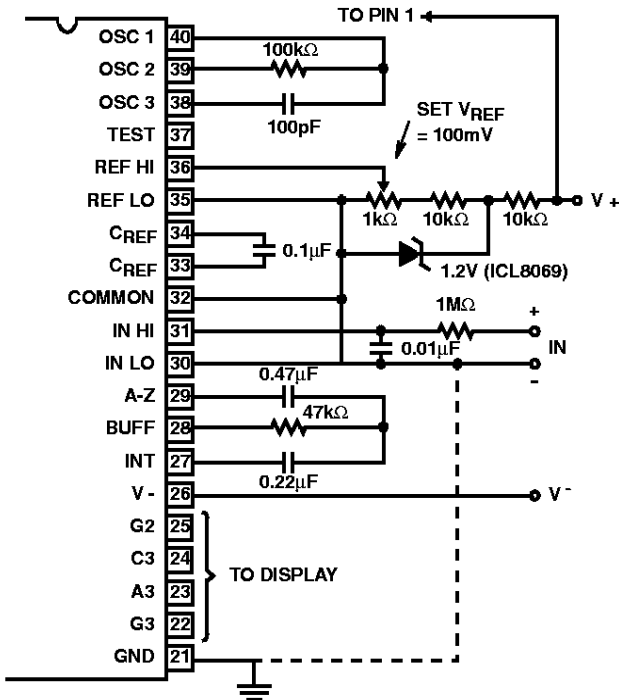 TO PIN 1
OSC 1 40
100kΩ
OSC 2 39
OSC 3 38
100pF
SET VREF
= 100mV
TEST 37
REF HI 36
REF LO 35
V +
1kΩ 10kΩ 10kΩ
CREF 34
0.1µF
CREF 33
1.2V (ICL8069)
COMMON 32
1MΩ
+
IN HI 31
0.01µF
IN
IN LO 30
-
0.47µF
A-Z 29
47kΩ
BUFF 28
INT 27
0.22µF
V - 26
V -
G2 25
C3 24
TO DISPLAY
A3 23
G3 22
GND 21